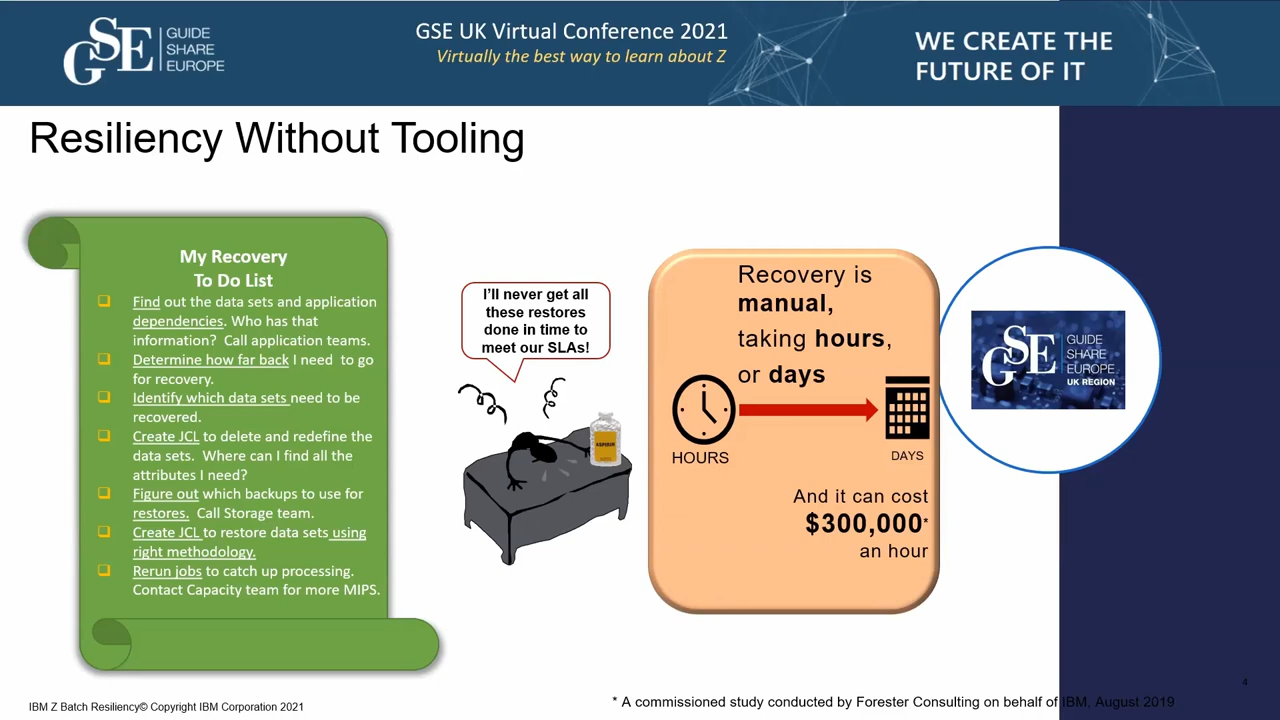 GSE GUIDE
SHARE
EUROPE
GSE UK Virtual Conference 2021
Virtually the best way to learn about Z
WE CREATE THE
FUTURE OF IT
Resiliency Without Tooling
My Recovery
To Do List
Find out the data sets and application
dependencies. Who has that
information? Call application teams.
Determine how far back I need to go
for recovery.
Identify which data sets need to be
recovered.
Create JCL to delete and redefine the
data sets. Where can I find all the
attributes I need?
Figure out which backups to use for
restores. Call Storage team.
Create JCL to restore data sets using
right methodology.
Rerun jobs to catch up processing.
Contact Capacity team for more MIPS.
I'll never get all
these restores
done in time to
meet our SLAs!
ASPIRIN
Recovery is
manual,
taking hours,
or days
HOURS
DAYS
And it can cost
$300,000*
an hour
GSE GUIDE
SHARE
EUROPE
UK REGION
4
* A commissioned study conducted by Forester Consulting on behalf of IBM, August 2019
IBM Z Batch Resiliency© Copyright IBM Corporation 2021